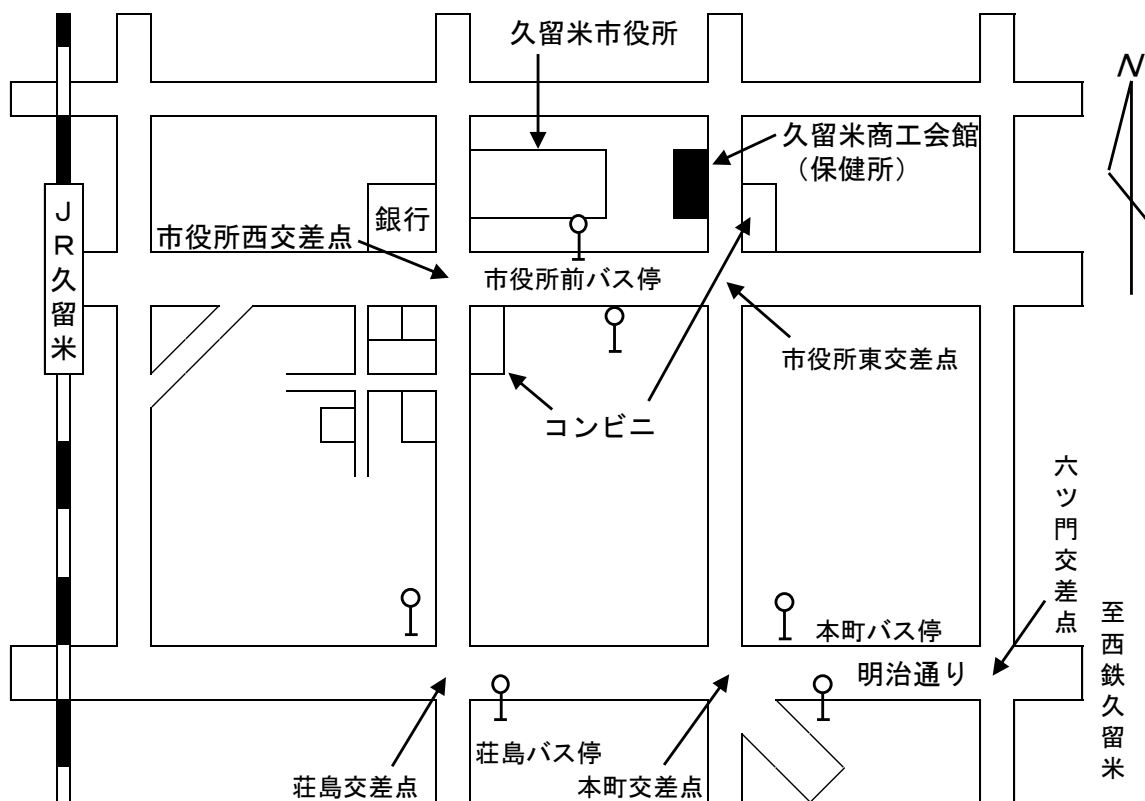 久留米市役所
N
久留米商工会館
（保健所）
JR久留米
銀行
市役所西交差点
市役所前バス停
市役所東交差点
コンビニ
六ツ門交差点
至西鉄久留米
本町バス停
明治通り
荘島バス停
荘島交差点
本町交差点